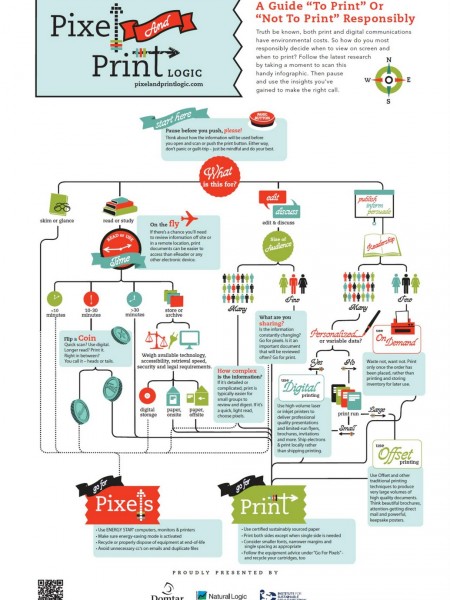 Pixel
And
Print LOGIC
pixelandprintlogic.com
A Guide “To Print” Or
“Not To Print” Responsibly
Truth be known, both print and digital communications
have environmental costs. So how do you most
responsibly decide when to view on screen and
when to print? Follow the latest research
by taking a moment to scan this
handy infographic. Then pause
and use the insights you've
gained to make the right call.
N
W
E
S
start here
Pause before you push, please!
Think about how the information will be used before
you open and scan or push the print button. Either way,
don't panic or guilt-trip – just be mindful and do your best.
What
is this for?
skim or glance
read or study
edit
discuss
edit & discuss
publish
inform
persuade
On the fly
If there's a chance you'll need
to review information off site or
in a remote location, print
documents can be easier to
access than eReader or any
other electronic device.
READ OR USE
time
Size of
Audience
Readership
Many
Few
Many
Few
<10
minutes
10-30
minutes
>30
minutes
store or
archive
Flip a Coin
Quick scan? Use digital.
Longer read? Print it.
Right in between?
You call it – heads or tails.
Weigh available technology,
accessibility, retrieval speed,
security and legal requirements
digital
storage
paper,
onsite
paper,
offsite
What are you
sharing?
Is the information
constantly changing?
Go for pixels. Is it an
important document
that will be reviewed
often? Go for print.
How complex
is the information?
If it's detailed or
complicated, print is
typically easier for
small groups to
review and digest. If it's
a quick, light read,
choose pixels.
Personalized
or variable data?
Yes
No
use
On Demand
Waste not, want not. Print
only once the order has
been placed, rather than
printing and storing
inventory for later use.
use
Digital
printing
Use high-volume laser
or inkjet printers to
deliver professional
quality presentations
and limited-run flyers,
brochures, invitations
and more. Ship electrons
& print locally rather
than shipping printing.
print run
Large
Small
use
Offset
printing
Use Offset and other
traditional printing
techniques to produce
very large volumes of
high quality documents.
Think beautiful brochures,
attention-getting direct
mail and powerful,
keepsake posters.
go for
Pixels
• Use ENERGY STAR computers, monitors & printers
• Make sure energy-saving mode is activated
• Recycle or properly dispose of equipment at end-of-life
• Avoid unnecessary cc's on emails and duplicate files
go for
Print
• Use certified sustainably sourced paper
• Print both sides except when single side is needed
• Consider smaller fonts, narrower margins and
single spacing as appropriate
• Follow the equipment advice under "Go For Pixels" -
and recycle your cartridges, too
PROUDLY PRESENTED BY
Domtar
Natural Logic
INSTITUTE FOR
SUSTAINABLE